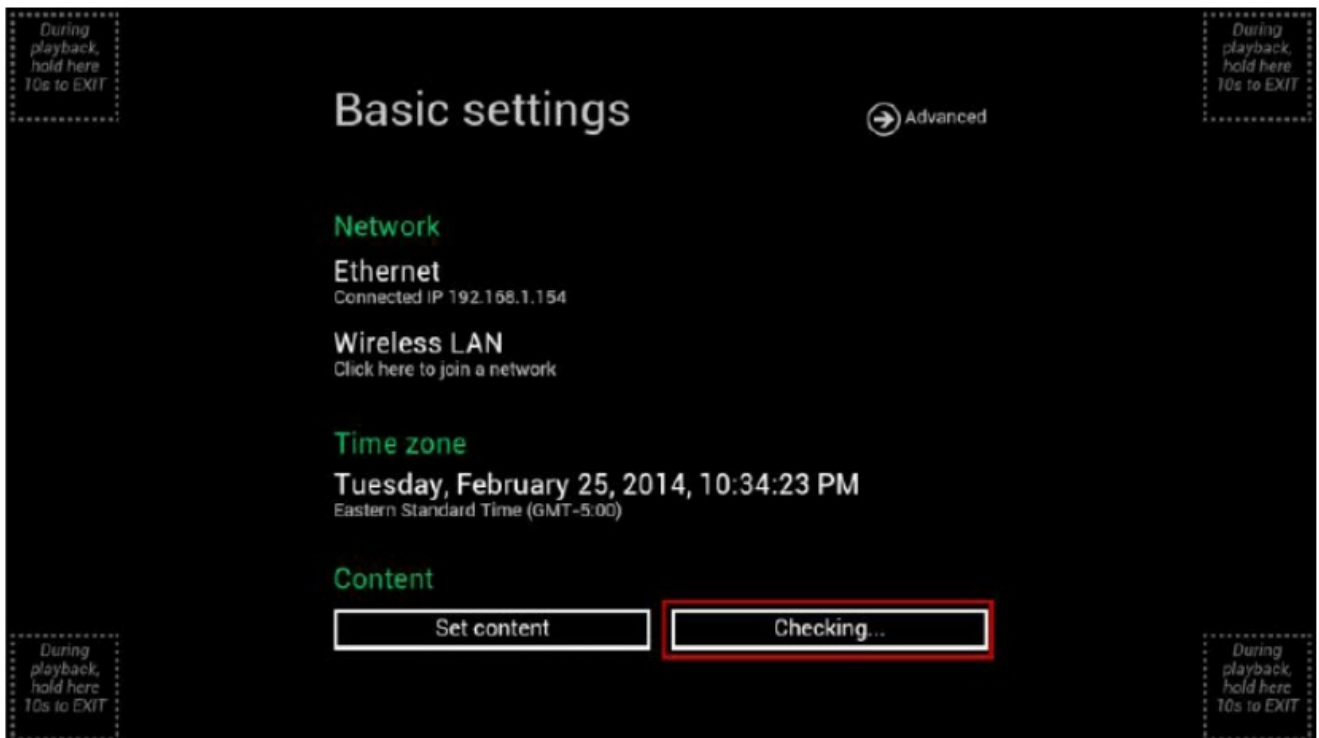 During
playback,
hold here
10s to EXIT
During
playback,
hold here
10s to EXIT
Basic settings
Advanced
Network
Ethernet
Connected IP 192.168.1.154
Wireless LAN
Click here to join a network
Time zone
Tuesday, February 25, 2014, 10:34:23 PM
Eastern Standard Time (GMT-5:00)
Content
Set content
Checking...
During
playback,
hold here
10s to EXIT
During
playback,
hold here
10s to EXIT